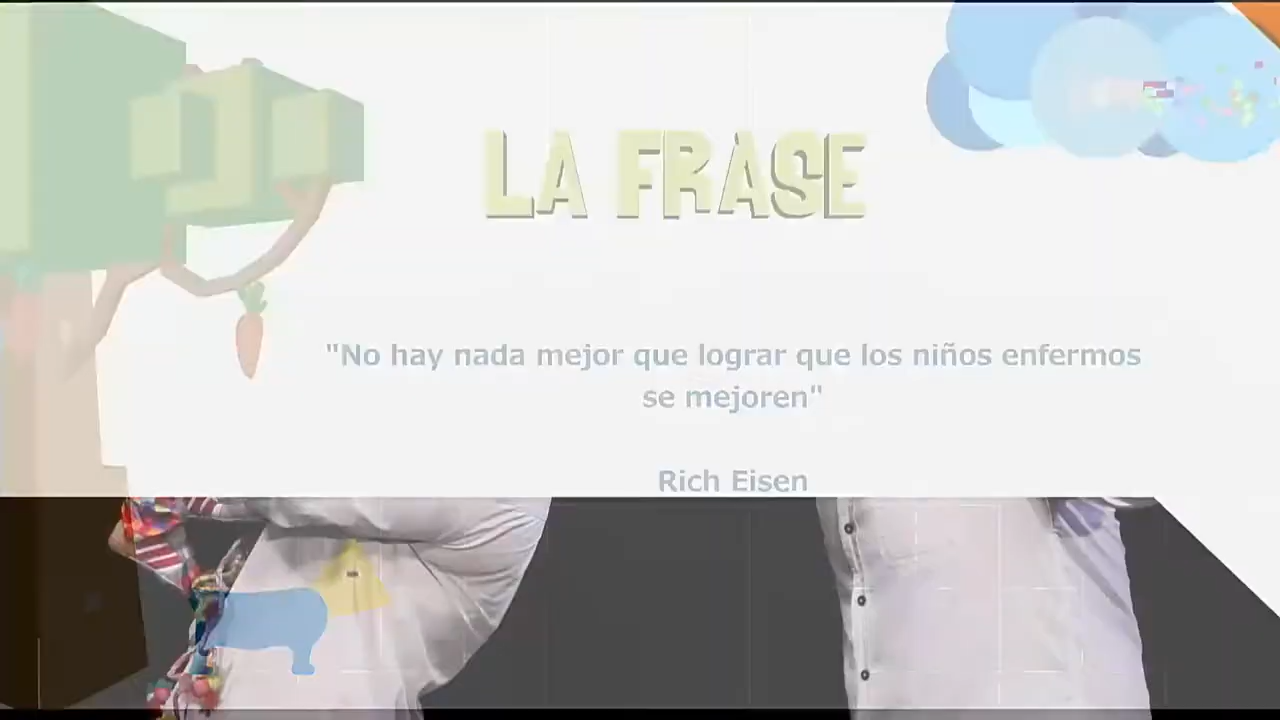 LA FRASE
"No hay nada mejor que lograr que los niños enfermos
se mejoren"
Rich Eisen